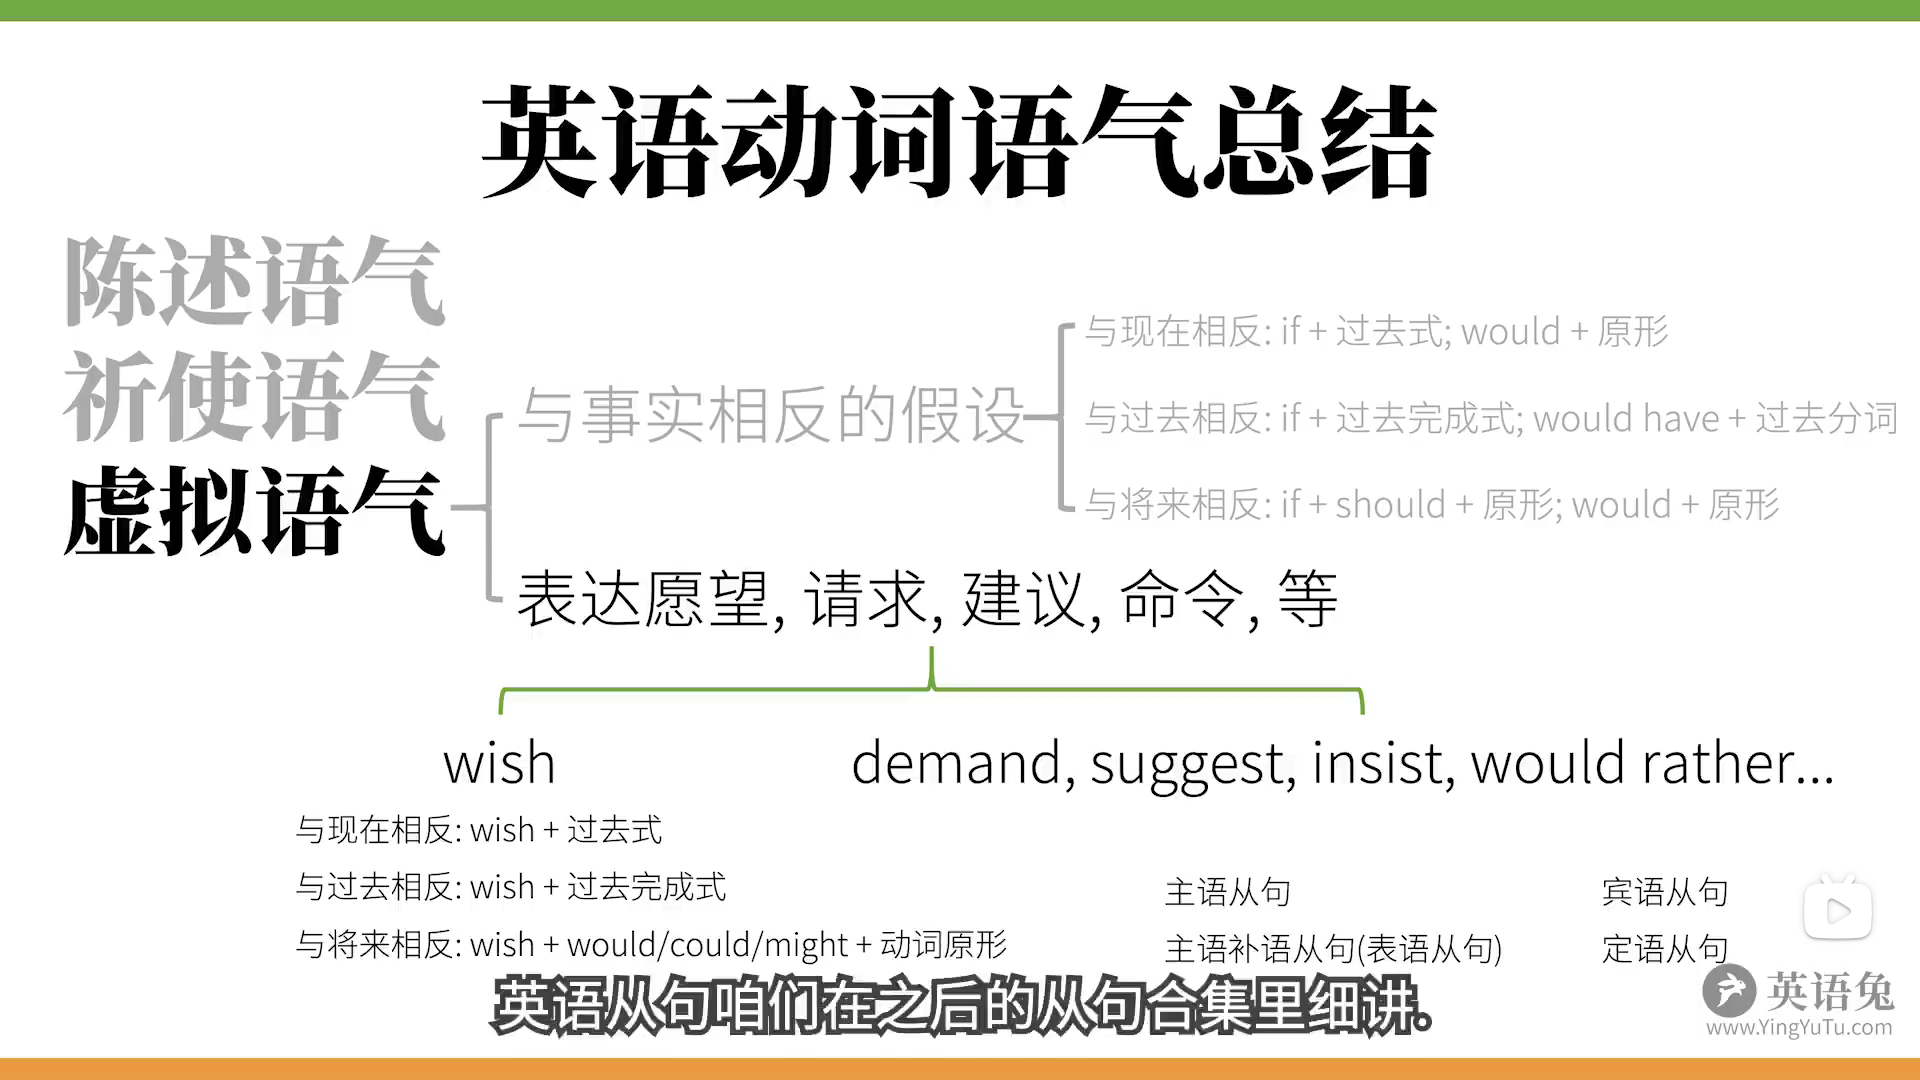 英语动词语气总结
陈述语气
祈使语气
虚拟语气
与事实相反的假设
与现在相反: if + 过去式; would + 原形
与过去相反: if + 过去完成式; would have + 过去分词
与将来相反: if + should + 原形; would + 原形
表达愿望, 请求, 建议, 命令, 等
wish
与现在相反: wish + 过去式
与过去相反: wish + 过去完成式
与将来相反: wish + would/could/might + 动词原形
demand, suggest, insist, would rather...
主语从句
宾语从句
主语补语从句(表语从句)
定语从句
英语从句咱们在之后的从句合集里细讲.
英语兔
www.YingYuTu.com